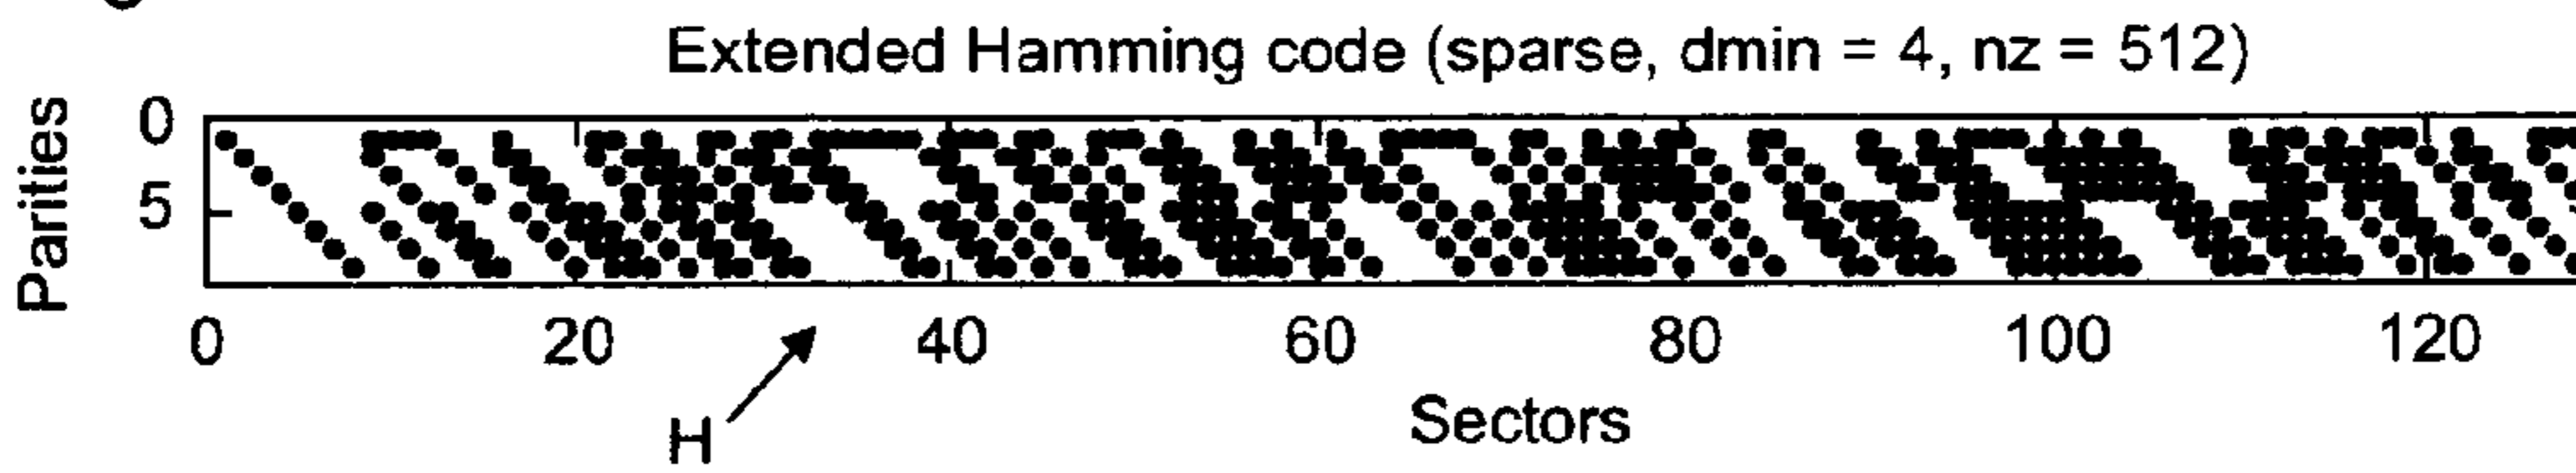 Extended Hamming code (sparse, dmin = 4, nz = 512)
Parities
0
5
0 20 40 60 80 100 120
H
Sectors